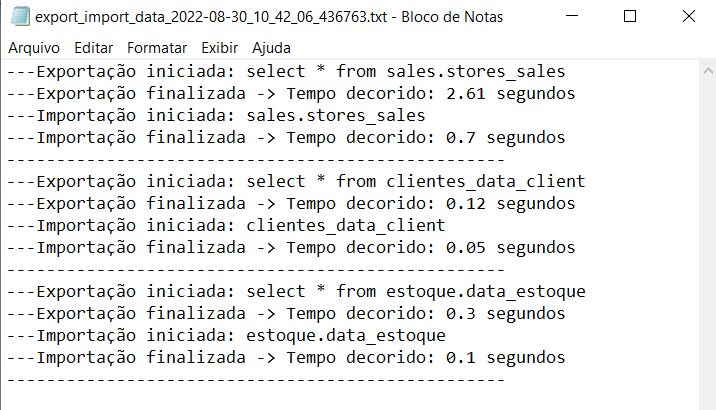 export_import_data_2022-08-30_10_42_06_436763.txt - Bloco de Notas
Arquivo Editar Formatar Exibir Ajuda
---Exportação iniciada: select * from sales.stores_sales
---Exportação finalizada -> Tempo decorido: 2.61 segundos
---Importação iniciada: sales.stores_sales
---Importação finalizada -> Tempo decorido: 0.7 segundos
--------------------------------------------------
---Exportação iniciada: select * from clientes_data_client
---Exportação finalizada -> Tempo decorido: 0.12 segundos
---Importação iniciada: clientes_data_client
---Importação finalizada -> Tempo decorido: 0.05 segundos
--------------------------------------------------
---Exportação iniciada: select * from estoque.data_estoque
---Exportação finalizada -> Tempo decorido: 0.3 segundos
---Importação iniciada: estoque.data_estoque
---Importação finalizada -> Tempo decorido: 0.1 segundos
--------------------------------------------------